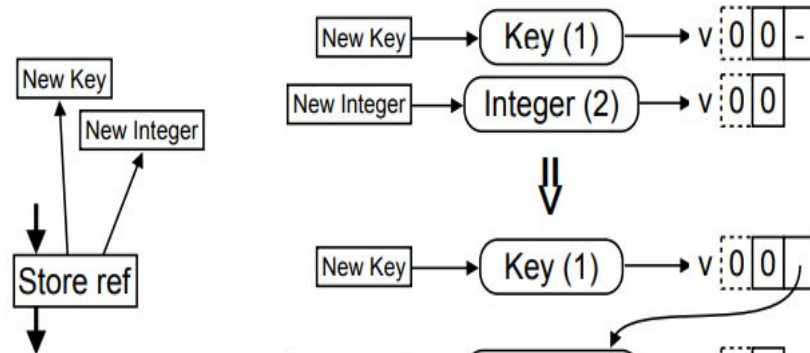 New Key
New Integer
Store ref
New Key Key (1) v 0 0 -
New Integer Integer (2) v 0 0
New Key Key (1) v 0 0